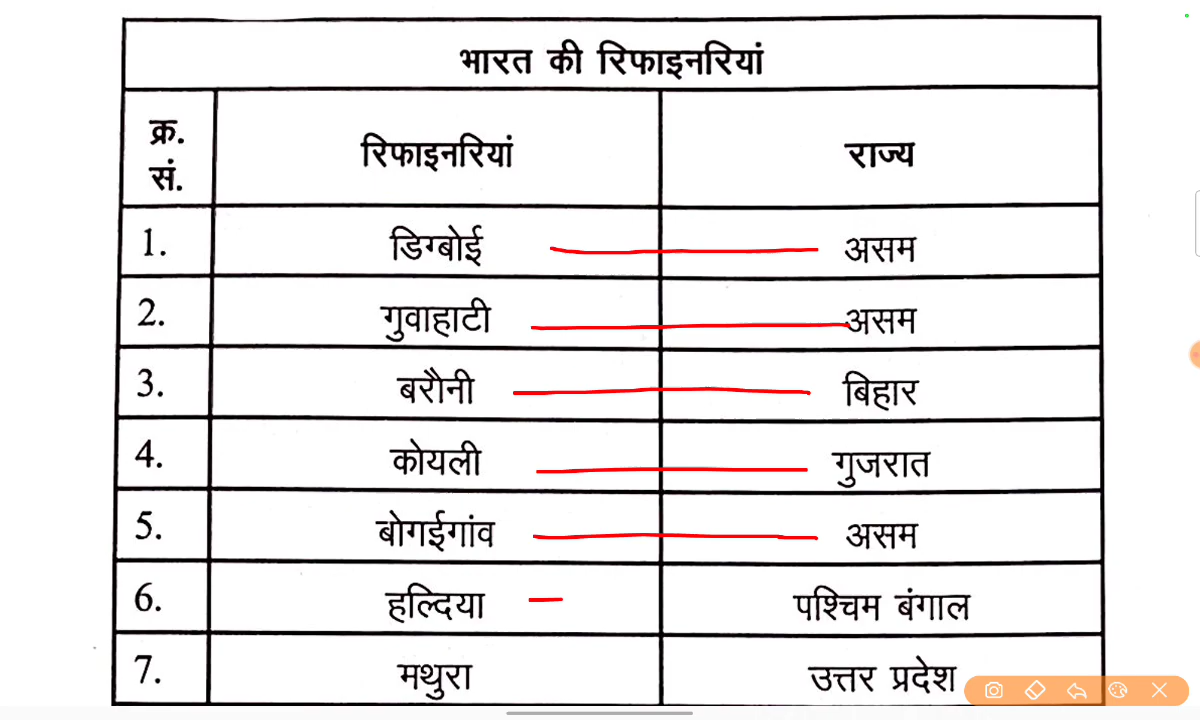 भारत की रिफाइनरियां
क्र. सं. रिफाइनरियां राज्य
1. डिग्बोई असम
2. गुवाहाटी असम
3. बरौनी बिहार
4. कोयली गुजरात
5. बोगईगांव असम
6. हल्दिया पश्चिम बंगाल
7. मथुरा उत्तर प्रदेश